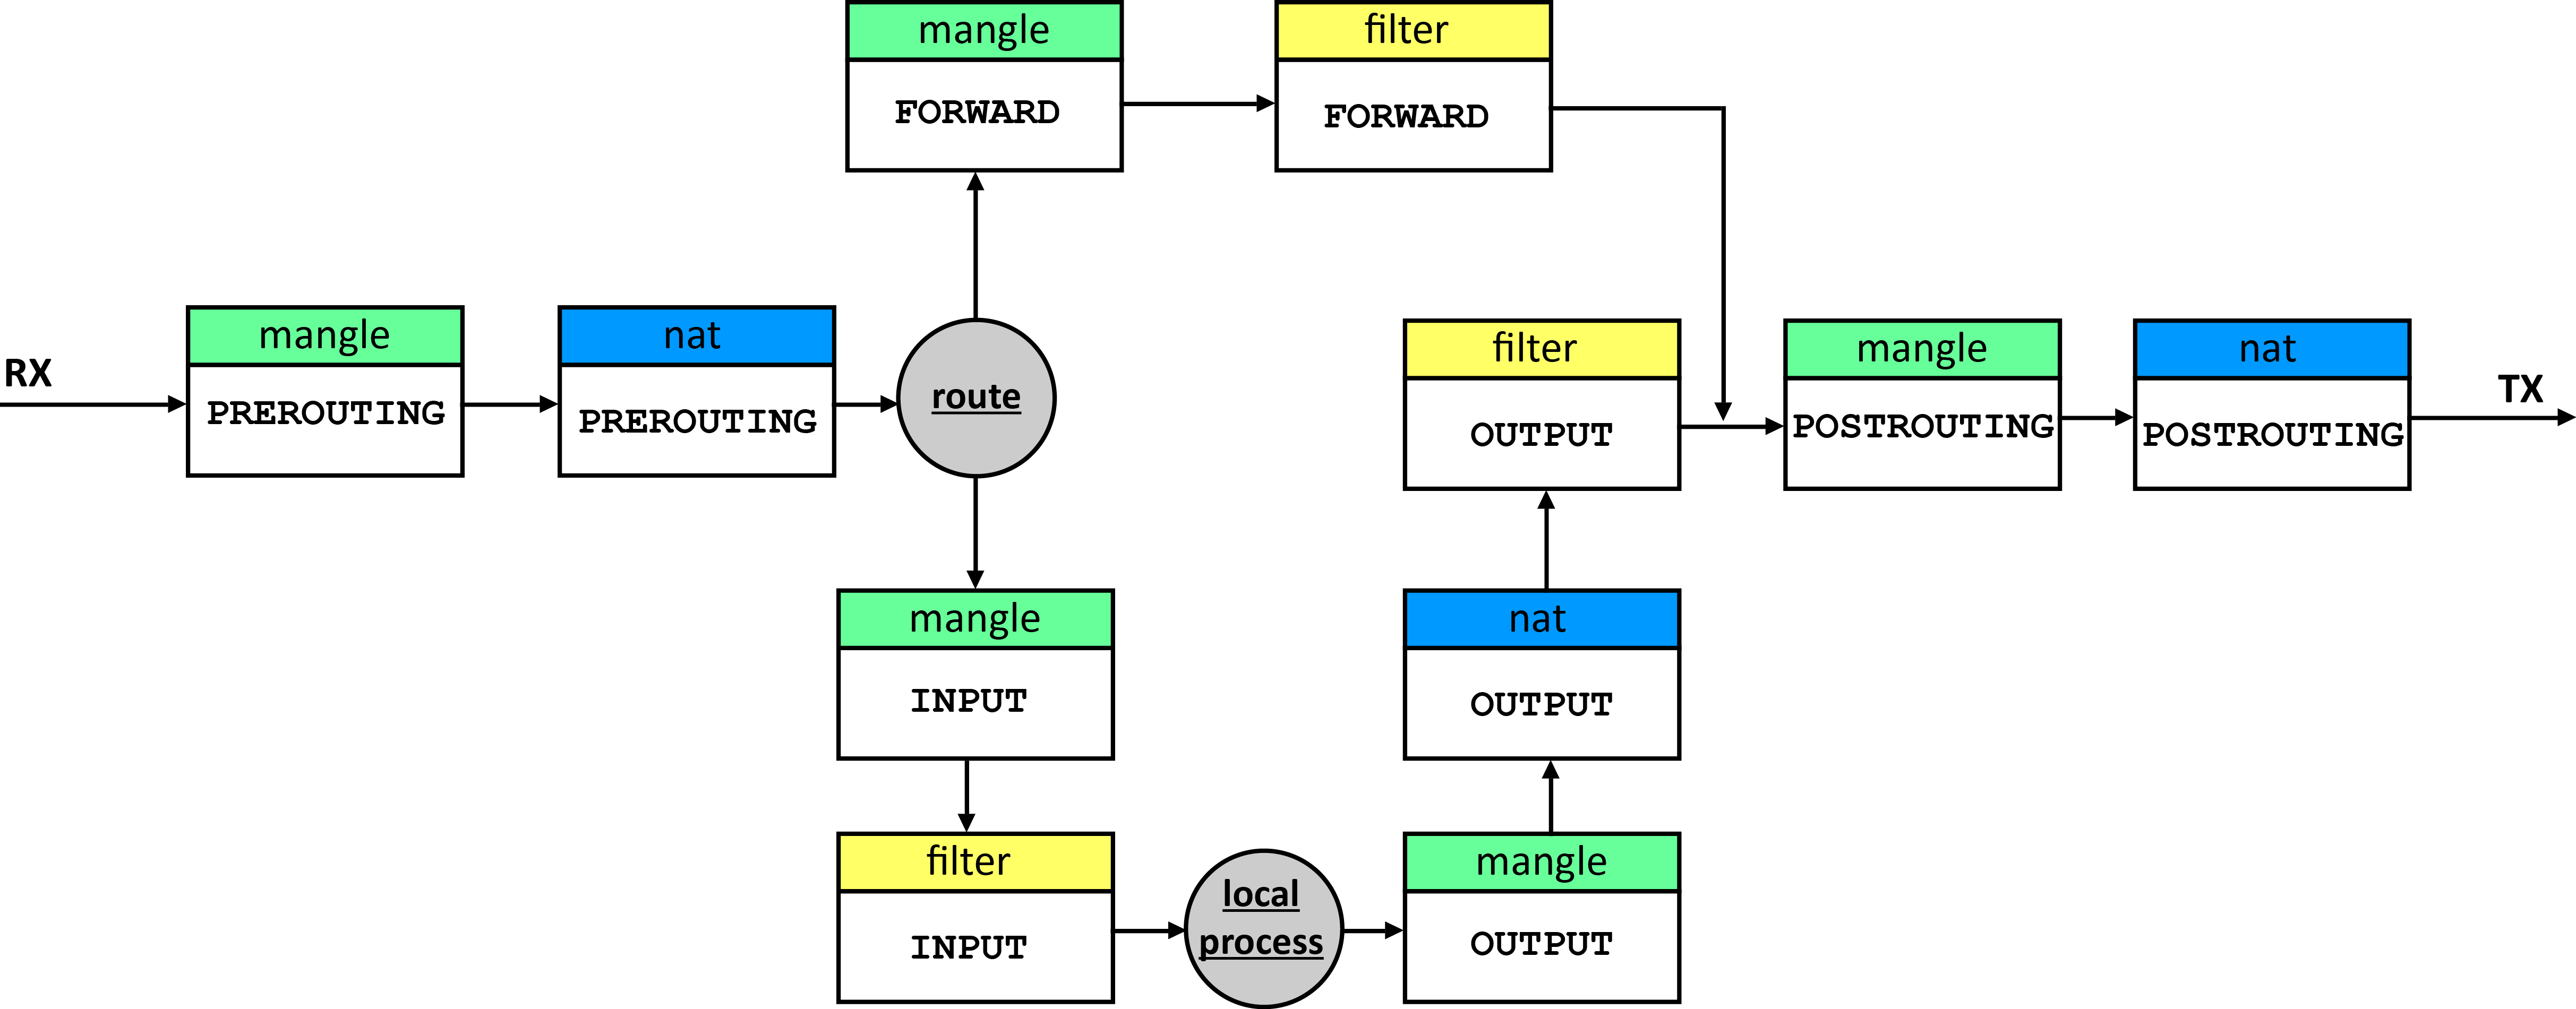 mangle
FORWARD
filter
FORWARD
RX
mangle
PREROUTING
nat
PREROUTING
route
filter
OUTPUT
mangle
POSTROUTING
nat
POSTROUTING
TX
mangle
INPUT
nat
OUTPUT
filter
INPUT
local
process
mangle
OUTPUT